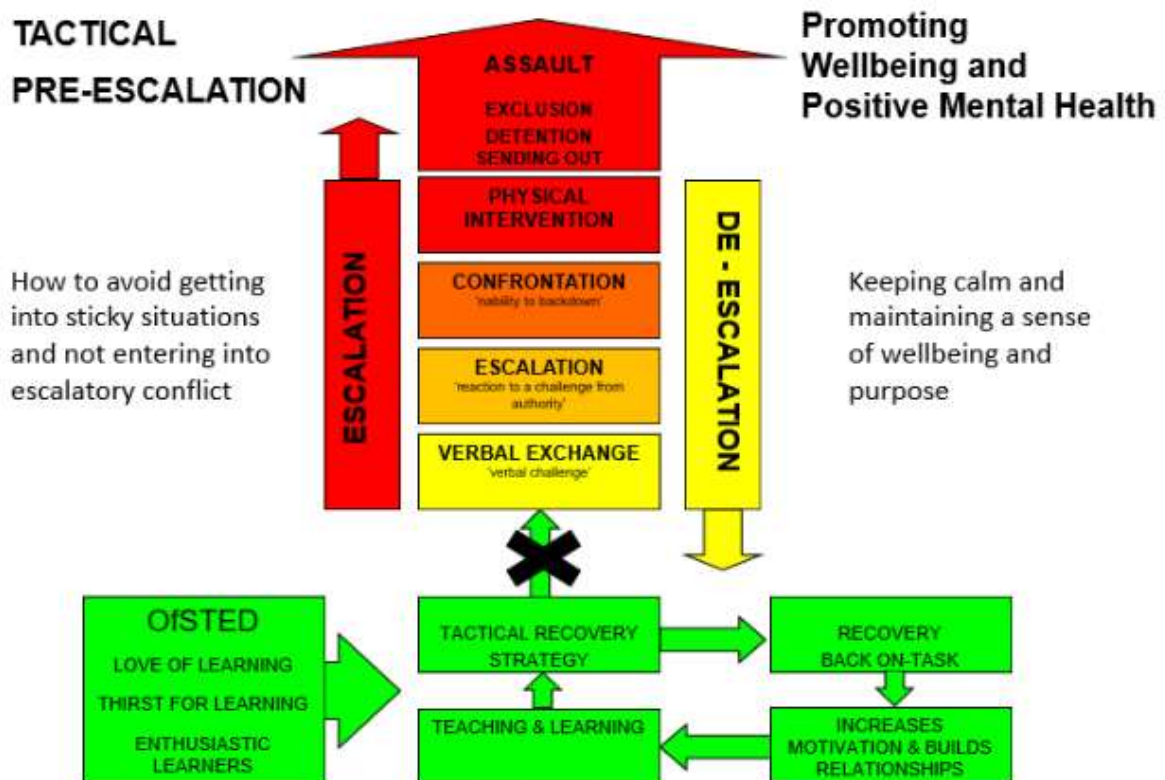 TACTICAL
PRE-ESCALATION
Promoting
Wellbeing and
Positive Mental Health
ASSAULT
EXCLUSION
DETENTION
SENDING OUT
PHYSICAL
INTERVENTION
CONFRONTATION
'nability to backdown'
ESCALATION
'reaction to a challenge from
authority'
VERBAL EXCHANGE
'verbal challenge'
ESCALATION
DE - ESCALATION
How to avoid getting
into sticky situations
and not entering into
escalatory conflict
Keeping calm and
maintaining a sense
of wellbeing and
purpose
OfSTED
LOVE OF LEARNING
THIRST FOR LEARNING
ENTHUSIASTIC
LEARNERS
TACTICAL RECOVERY
STRATEGY
RECOVERY
BACK ON-TASK
TEACHING & LEARNING
INCREASES
MOTIVATION & BUILDS
RELATIONSHIPS